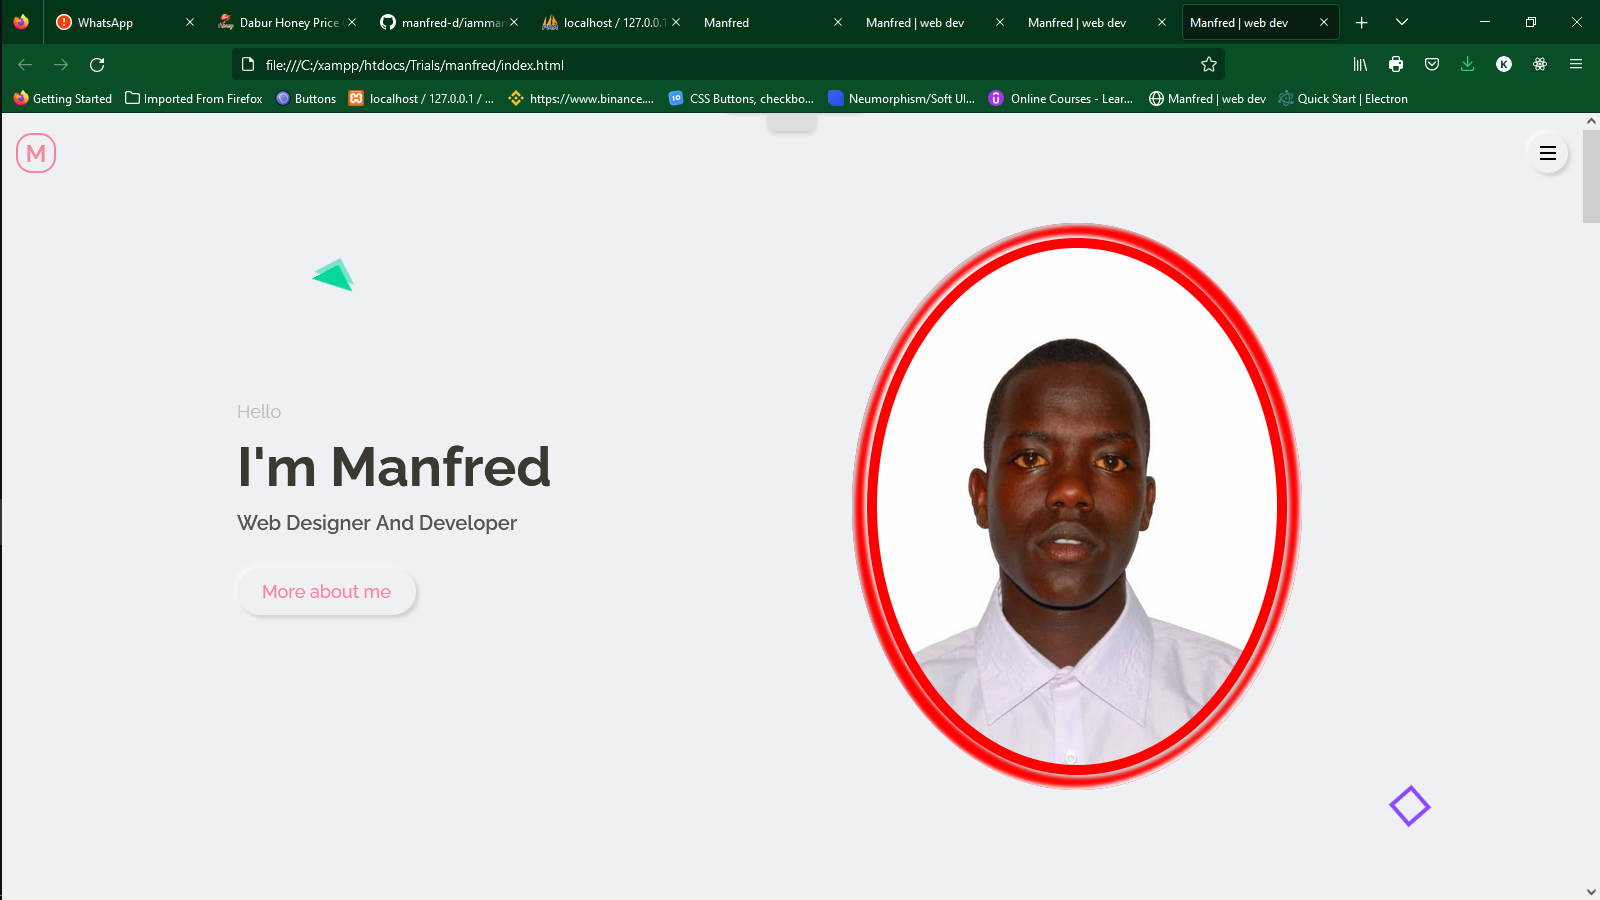 WhatsApp
Dabur Honey Price
manfred-d/iammar
localhost / 127.0.0.1
Manfred
Manfred | web dev
Manfred | web dev
Manfred | web dev
file:///C:/xampp/htdocs/Trials/manfred/index.html
K
Getting Started
Imported From Firefox
Buttons
localhost / 127.0.0.1 / ...
https://www.binance....
CSS Buttons, checkbo...
Neumorphism/Soft UI...
Online Courses - Lear...
Manfred | web dev
Quick Start | Electron
M
Hello
I'm Manfred
Web Designer And Developer
More about me